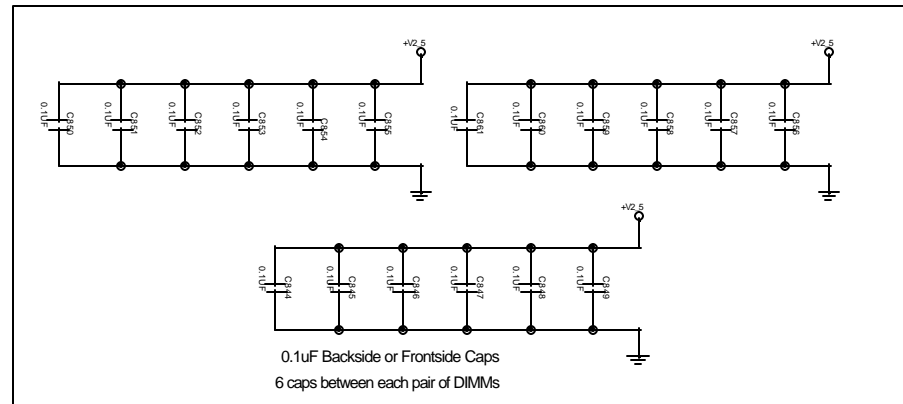 +V2_5
0.1UF C850
0.1UF C851
0.1UF C852
0.1UF C853
0.1UF C854
0.1UF C855
+V2_5
0.1UF C861
0.1UF C860
0.1UF C859
0.1UF C858
0.1UF C857
0.1UF C856
+V2_5
0.1UF C844
0.1UF C845
0.1UF C846
0.1UF C847
0.1UF C848
0.1UF C849
0.1uF Backside or Frontside Caps
6 caps between each pair of DIMMs